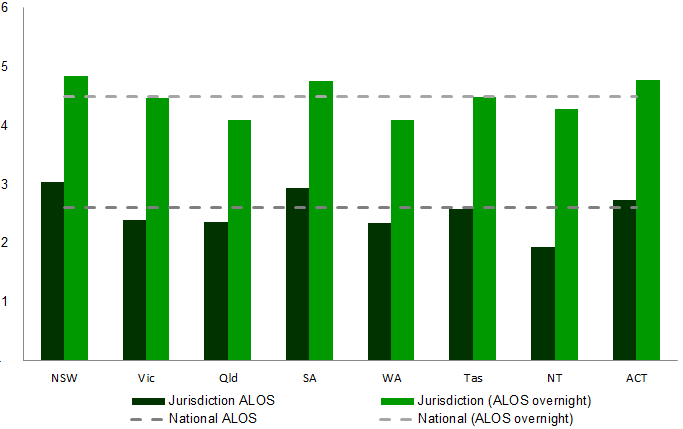 6
5
4
3
2
1
-
NSW Vic Qld SA WA Tas NT ACT
Jurisdiction ALOS Jurisdiction (ALOS overnight)
National ALOS National (ALOS overnight)